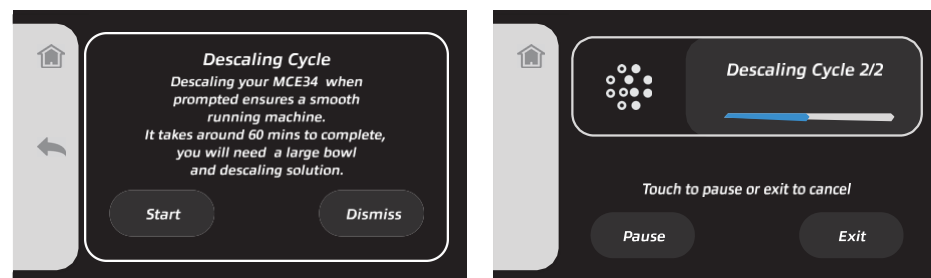 Descaling Cycle
Descaling your MCE34 when
prompted ensures a smooth
running machine.
It takes around 60 mins to complete,
you will need a large bowl
and descaling solution.
Start
Dismiss
Descaling Cycle 2/2
Touch to pause or exit to cancel
Pause
Exit